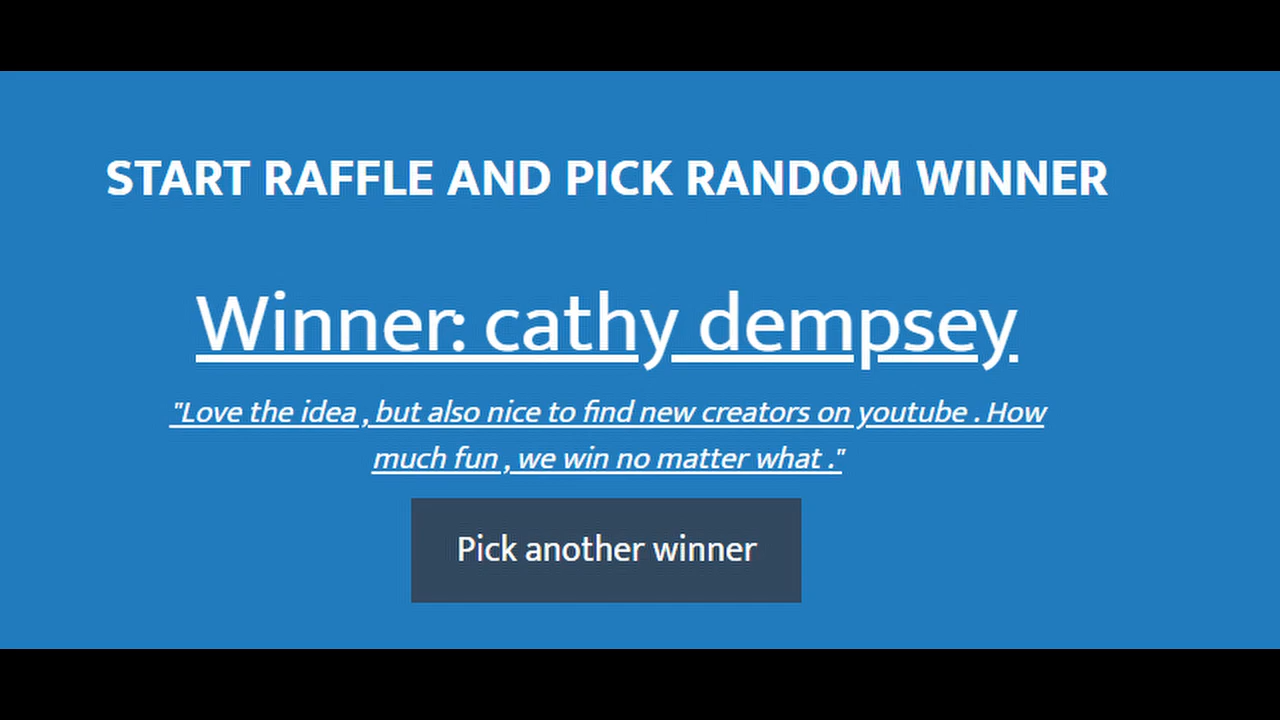 START RAFFLE AND PICK RANDOM WINNER
Winner: cathy dempsey
"Love the idea , but also nice to find new creators on youtube . How
much fun , we win no matter what ."
Pick another winner